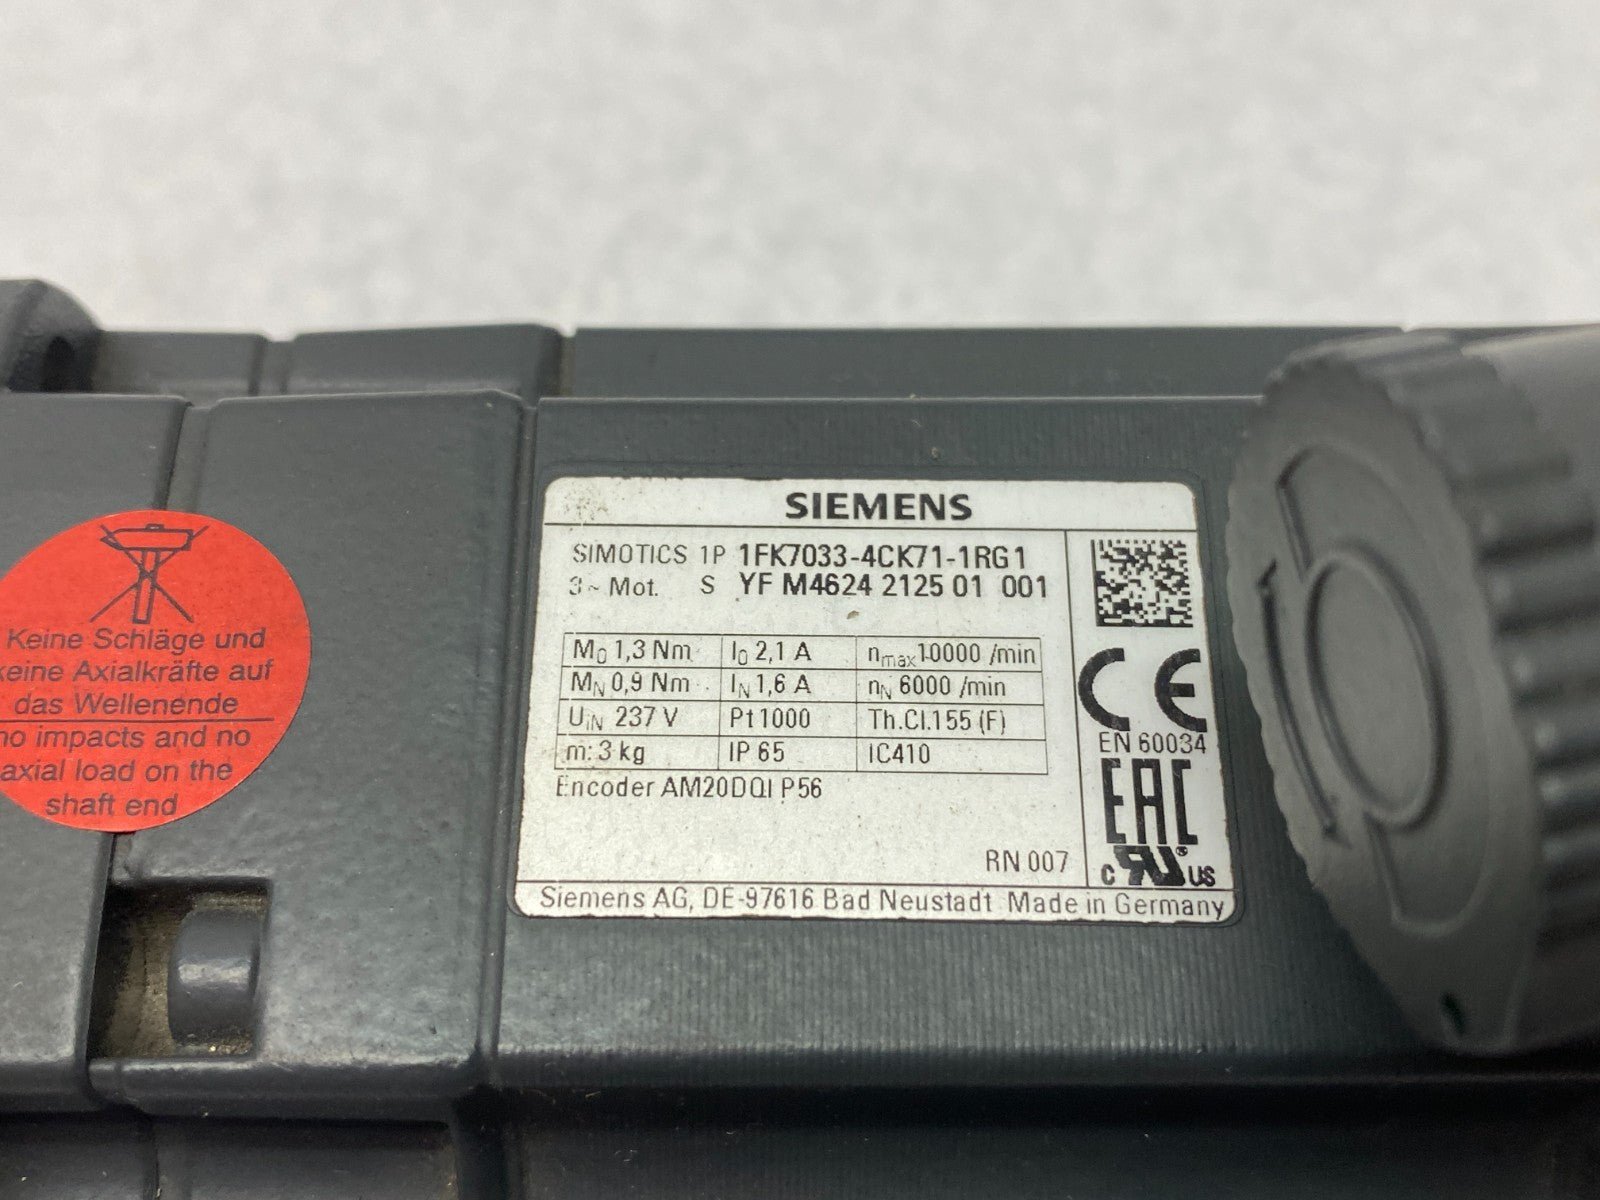 SIEMENS
SIMOTICS 1P 1FK7033-4CK71-1RG1
3~ Mot. S YF M4624 2125 01 001
M0 1,3 Nm I0 2,1 A nmax 10000 /min
MN 0,9 Nm IN 1,6 A nN 6000 /min
UiN 237 V Pt1000 Th.Cl.155 (F)
m: 3 kg IP 65 IC410
Encoder AM20DQI P56
RN 007
CE
EN 60034
EAC
c RU ® US
Siemens AG, DE-97616 Bad Neustadt Made in Germany
Keine Schläge und
keine Axialkräfte auf
das Wellenende
no impacts and no
axial load on the
shaft end